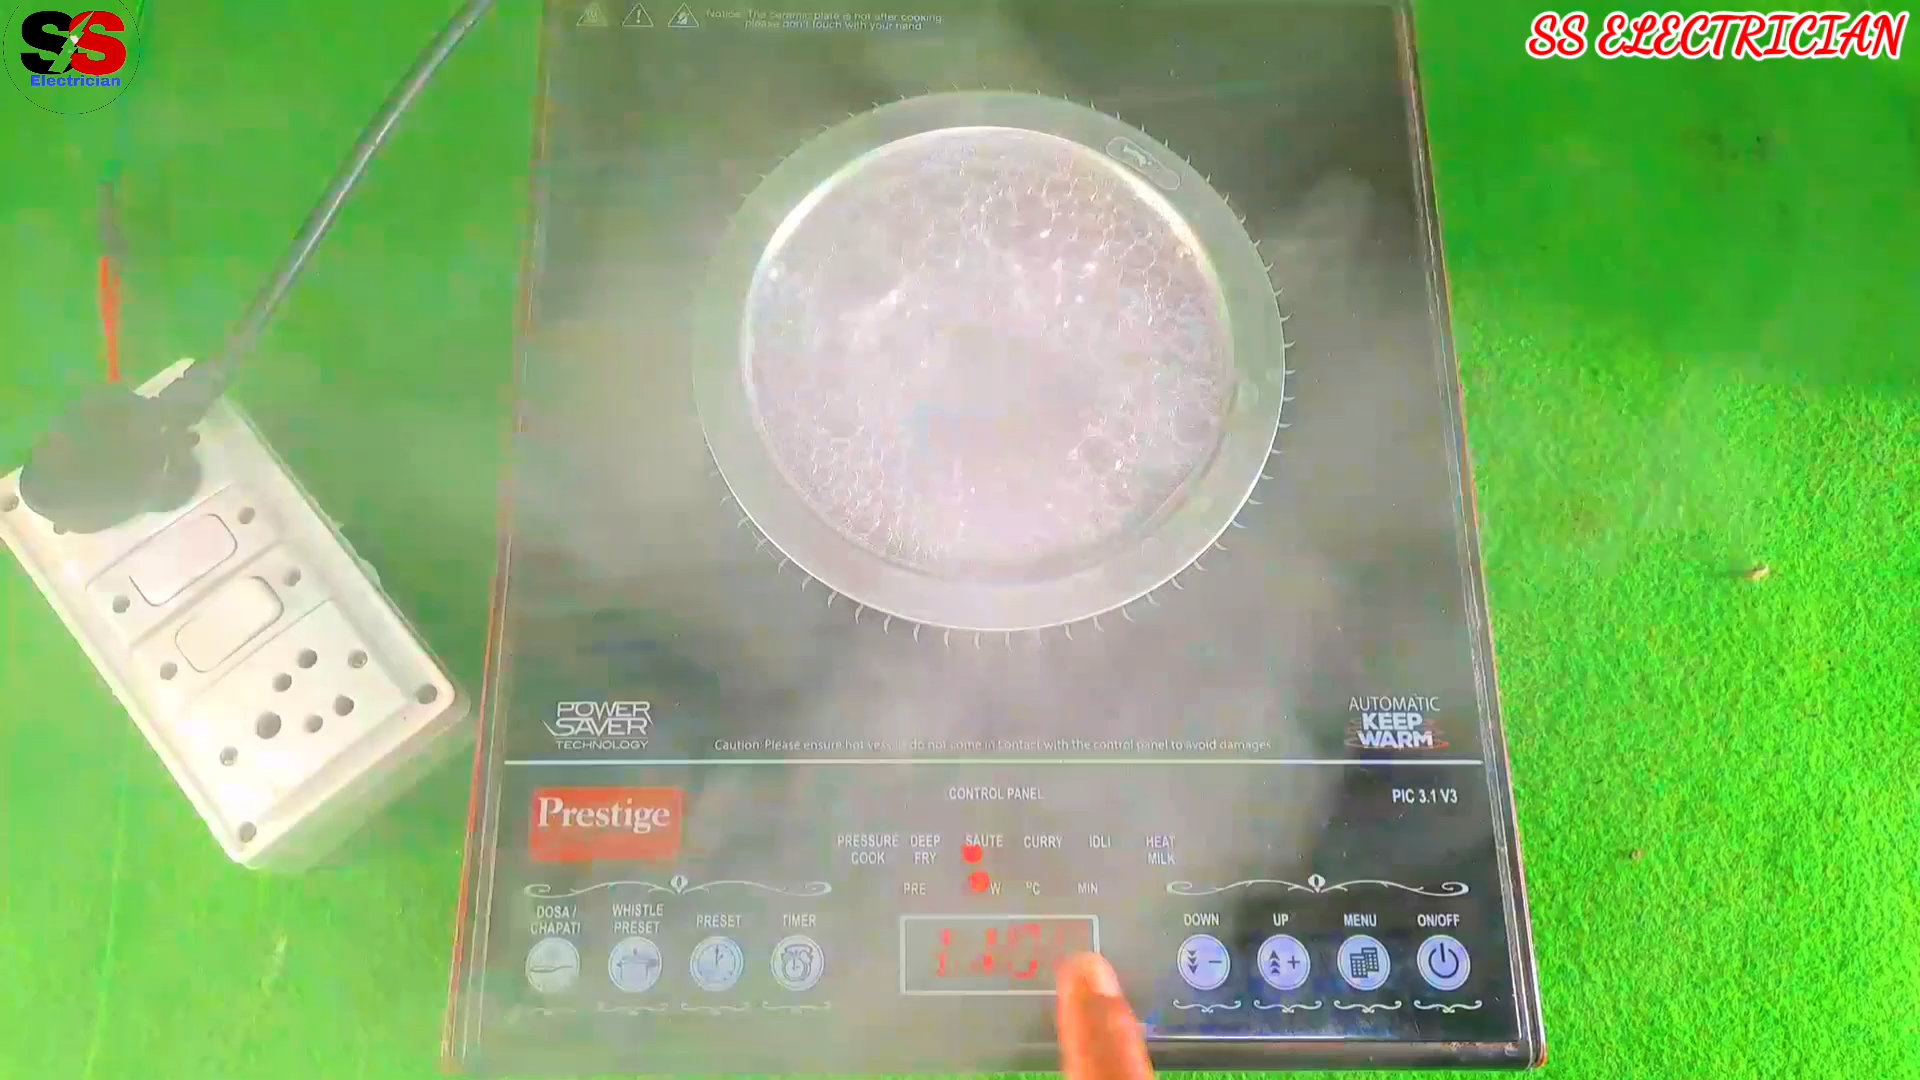 SS
Electrician
SS ELECTRICIAN
Notice: The ceramic plate is hot after cooking,
please don't touch with your hand
POWER
SAVER
TECHNOLOGY
AUTOMATIC
KEEP
WARM
Caution: Please ensure hot vessels do not come in Contact with the control panel to avoid damages
CONTROL PANEL
Prestige
PIC 3.1 V3
PRESSURE COOK
DEEP FRY
SAUTE
CURRY
IDLI
HEAT MILK
PRE
W
°C
MIN
DOSA / CHAPATI
WHISTLE PRESET
PRESET
TIMER
DOWN
UP
MENU
ON/OFF